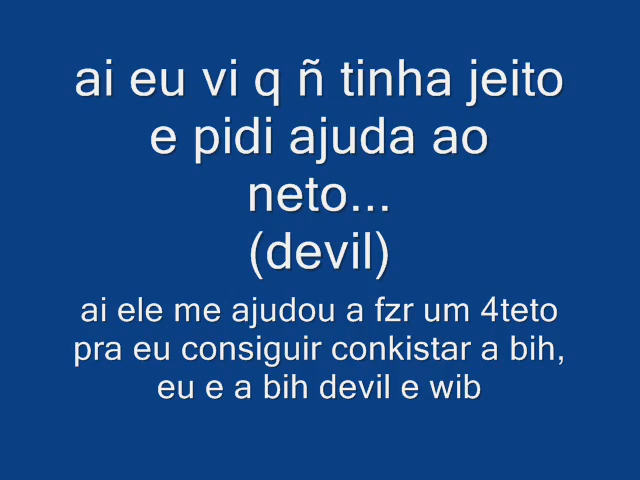 ai eu vi q ñ tinha jeito
e pidi ajuda ao
neto...
(devil)
ai ele me ajudou a fzr um 4teto
pra eu consiguir conkistar a bih,
eu e a bih devil e wib